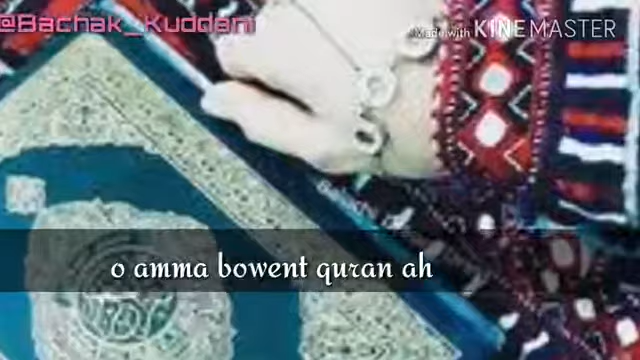 @Bachak_Kuddani
Made with KINEMASTER
o amma bowent quran ah